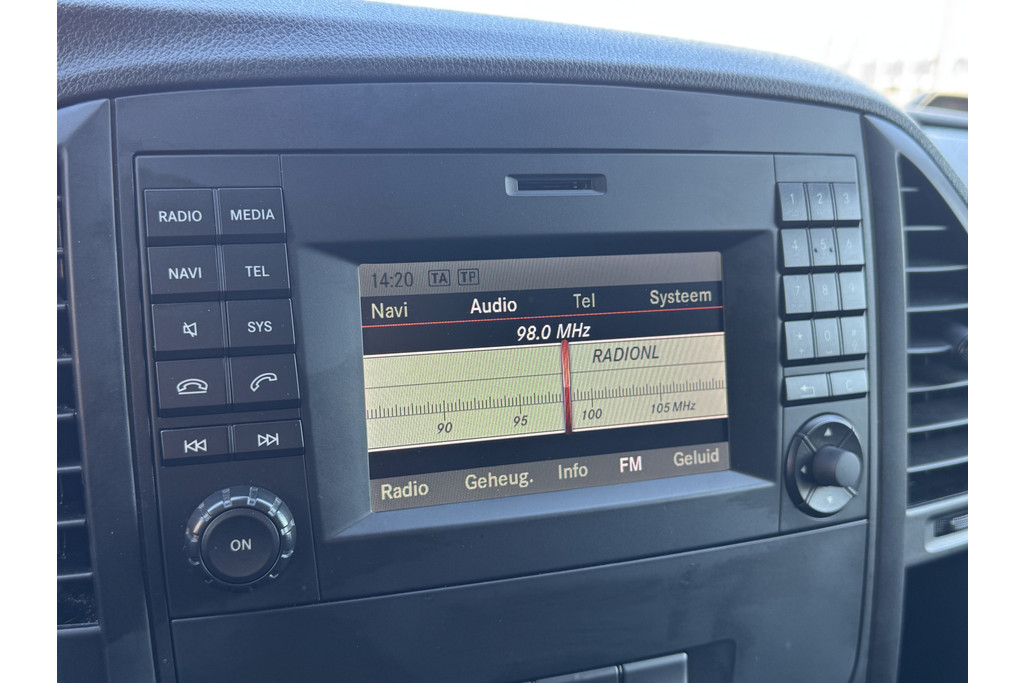 RADIO MEDIA
NAVI TEL
SYS
ON
14:20 TA TP
Navi Audio Tel Systeem
98.0 MHz
RADIONL
90 95 100 105 MHz
Radio Geheug. Info FM Geluid
1 2 3
4 5 6
7 8 9
* 0 #
C